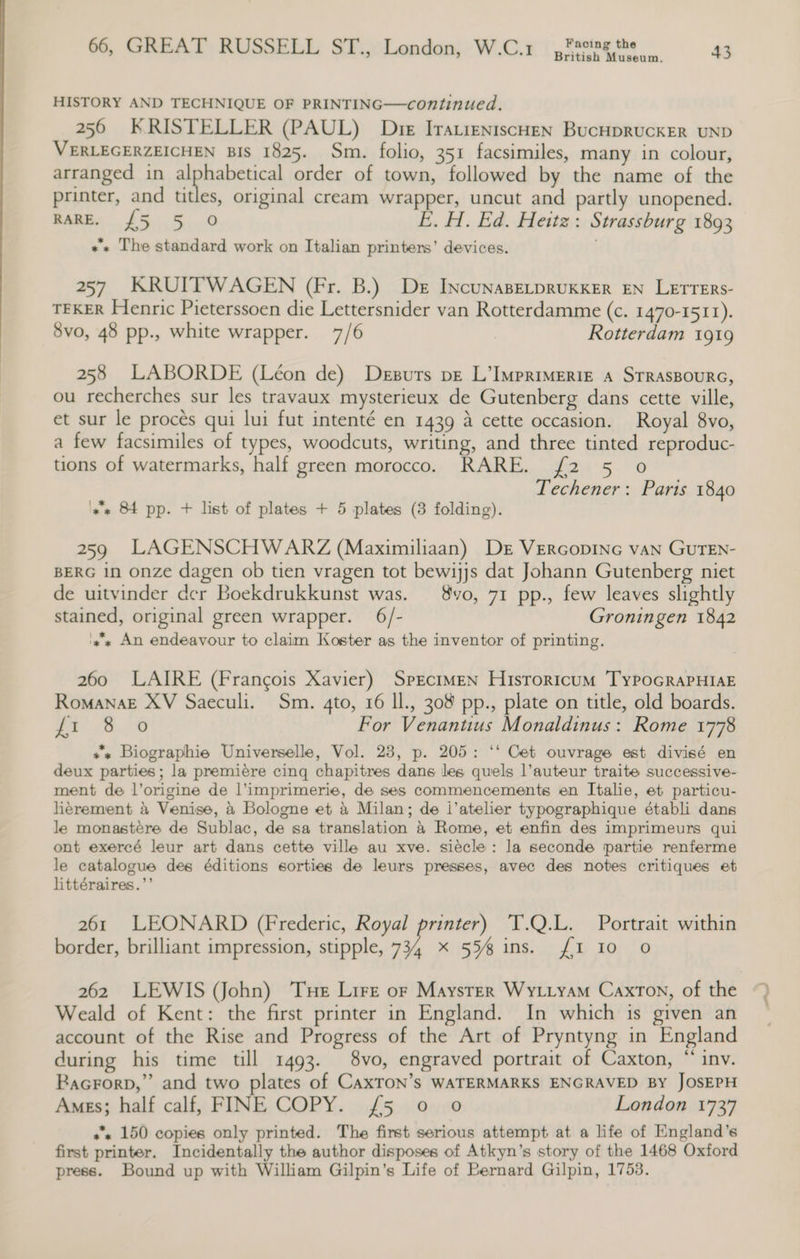 66, GREAT RUSSELL ST., London, W.C.1 Facing the British Museum. 43
HISTORY AND TECHNIQUE OF PRINTING—continued.
256 KRISTELLER (PAUL) Die Italienischen Buchdrucker und
Verlegerzeichen bis 1825. Sm. folio, 351 facsimiles, many in colour,
arranged in alphabetical order of town, followed by the name of the
printer, and titles, original cream wrapper, uncut and partly unopened.
RARE. £5 5 0 E. H. Ed. Heitz: Strassburg 1893
⁂ The standard work on Italian printers' devices.
257 KRUITWAGEN (Fr. B.) De Incunabeldrukker en Letters-
teker Henric Pieterssoen die Lettersnider van Rotterdamme (c. 1470-1511).
8vo, 48 pp., white wrapper. 7/6 Rotterdam 1919
258 LABORDE (Léon de) Debuts de L'Imprimerie a Strasbourg,
ou recherches sur les travaux mysterieux de Gutenberg dans cette ville,
et sur le procès qui lui fut intenté en 1439 à cette occasion. Royal 8vo,
a few facsimiles of types, woodcuts, writing, and three tinted reproduc-
tions of watermarks, half green morocco. RARE. £2 5 0
Techener: Paris 1840
⁂ 84 pp. + list of plates + 5 plates (3 folding).
259 LAGENSCHWARZ (Maximiliaan) De Vergoding van Guten-
berg in onze dagen ob tien vragen tot bewijjs dat Johann Gutenberg niet
de uitvinder der Boekdrukkunst was. 8vo, 71 pp., few leaves slightly
stained, original green wrapper. 6/- Groningen 1842
⁂ An endeavour to claim Koster as the inventor of printing.
260 LAIRE (François Xavier) Specimen Historicum Typographiae
Romanae XV Saeculi. Sm. 4to, 16 ll., 308 pp., plate on title, old boards.
£1 8 0 For Venantius Monaldinus: Rome 1778
⁂ Biographie Universelle, Vol. 23, p. 205: "Cet ouvrage est divisé en
deux parties; la première cinq chapitres dans les quels l'auteur traite successive-
ment de l'origine de l'imprimerie, de ses commencements en Italie, et particu-
lièrement à Venise, à Bologne et à Milan; de l'atelier typographique établi dans
le monastère de Sublac, de sa translation à Rome, et enfin des imprimeurs qui
ont exercé leur art dans cette ville au xve. siècle: la seconde partie renferme
le catalogue des éditions sorties de leurs presses, avec des notes critiques et
littéraires."
261 LEONARD (Frederic, Royal printer) T.Q.L. Portrait within
border, brilliant impression, stipple, 7¾ × 5⅝ ins. £1 10 0
262 LEWIS (John) The Life of Mayster Wyllyam Caxton, of the
Weald of Kent: the first printer in England. In which is given an
account of the Rise and Progress of the Art of Pryntyng in England
during his time till 1493. 8vo, engraved portrait of Caxton, "inv.
Bagford," and two plates of Caxton's watermarks engraved by Joseph
Ames; half calf, FINE COPY. £5 0 0 London 1737
⁂ 150 copies only printed. The first serious attempt at a life of England's
first printer. Incidentally the author disposes of Atkyn's story of the 1468 Oxford
press. Bound up with William Gilpin's Life of Bernard Gilpin, 1753.